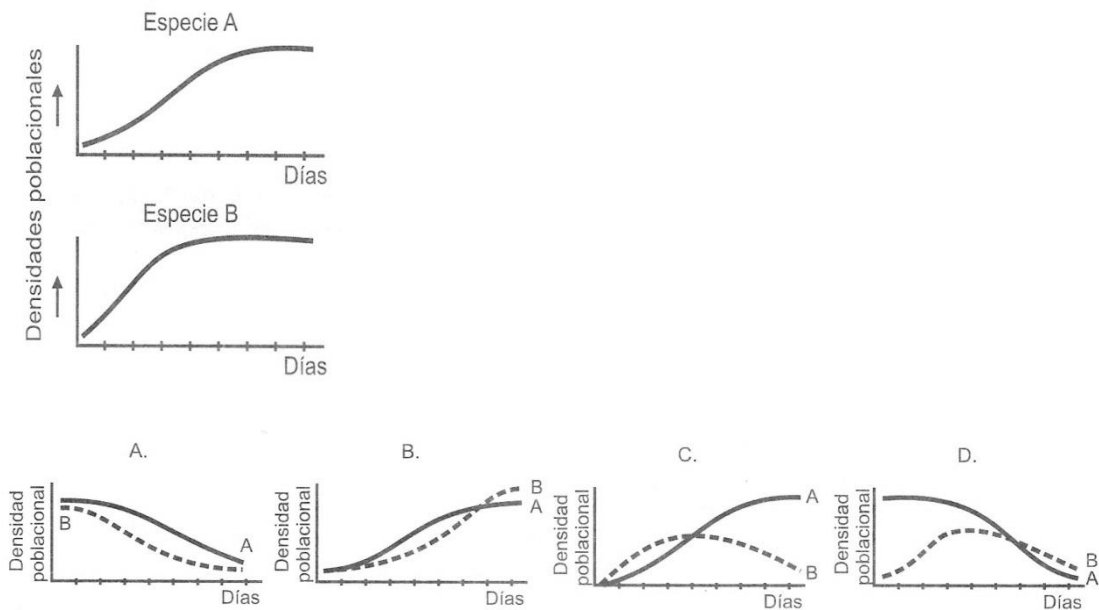 Especie A
Densidades poblacionales
Días
Especie B
Días
A.
B.
C.
D.
Densidad
poblacional
B
A
Días
Densidad
poblacional
B
A
Días
Densidad
poblacional
A
B
Días
Densidad
poblacional
B
A
Días